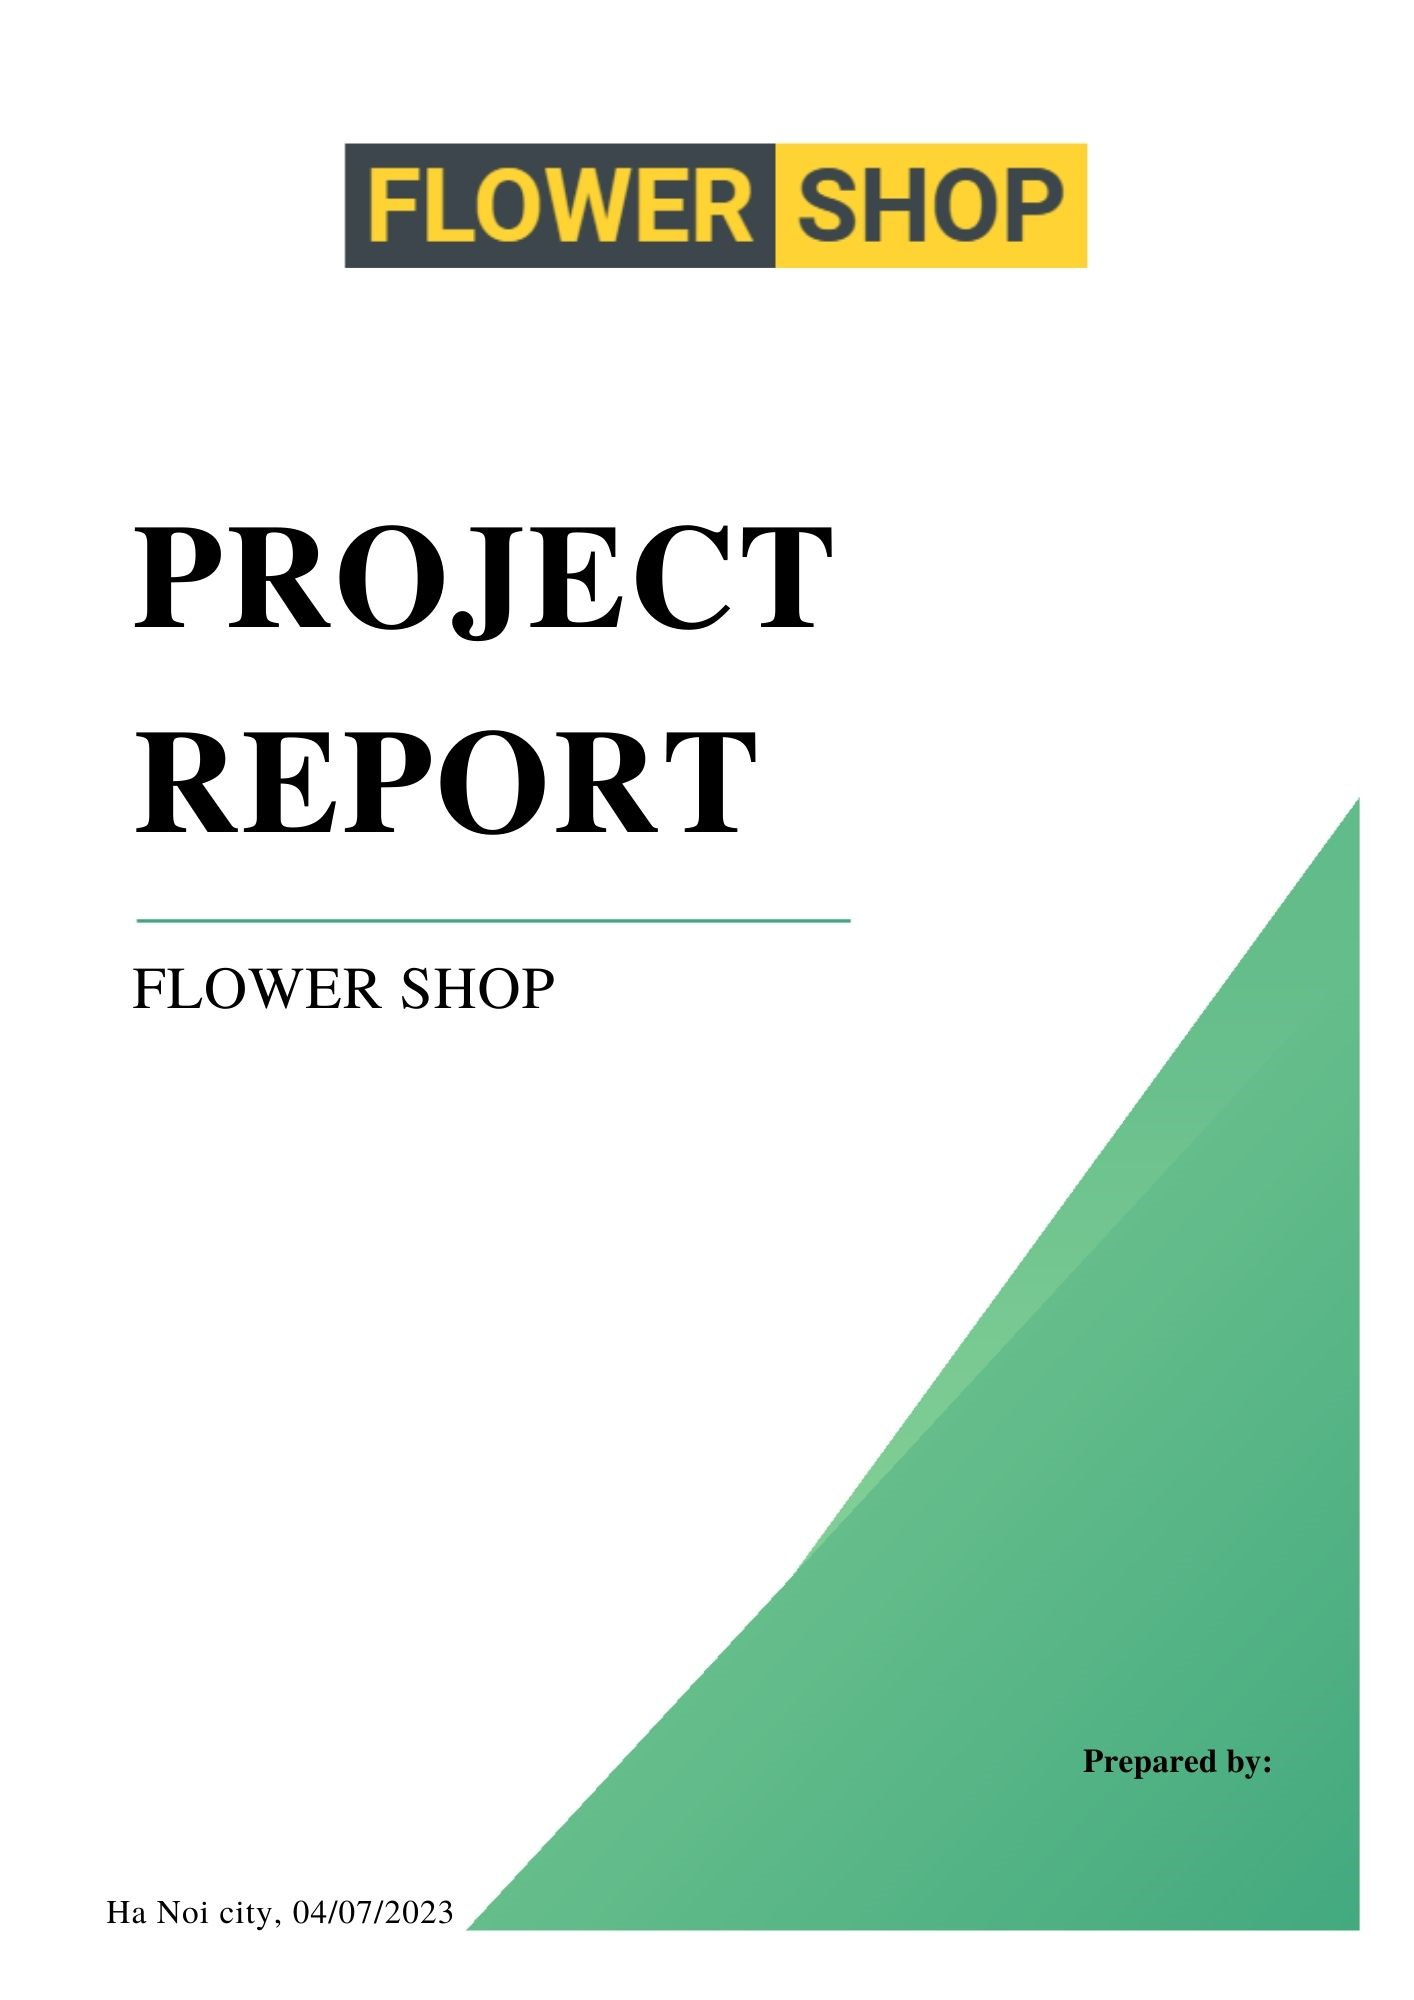 FLOWER SHOP
PROJECT
REPORT
FLOWER SHOP
Prepared by:
Ha Noi city, 04/07/2023